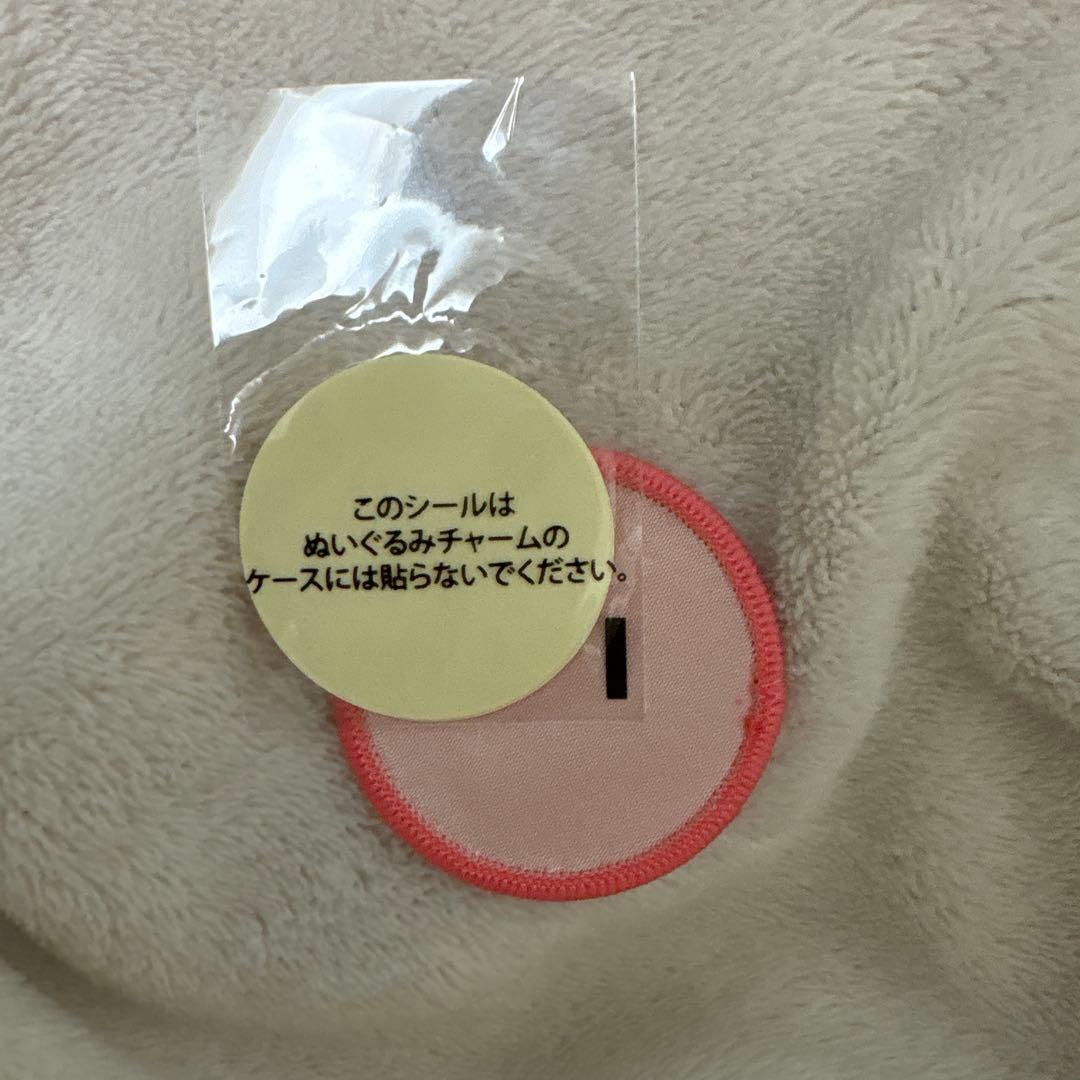 このシールは
ぬいぐるみチャームの
ケースには貼らないでください。